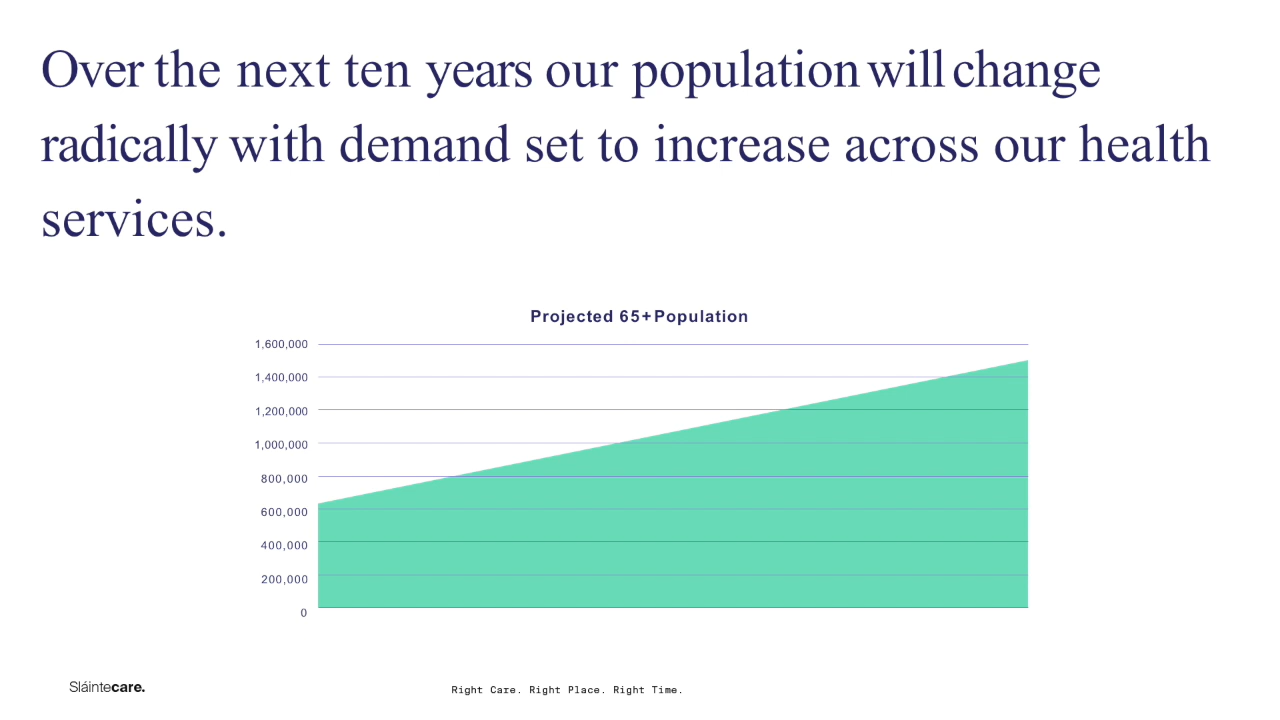 Over the next ten years our population will change
radically with demand set to increase across our health
services.
Projected 65+Population
1,600,000
1,400,000
1,200,000
1,000,000
800,000
600,000
400,000
200,000
0
Sláintecare.
Right Care. Right Place. Right Time.